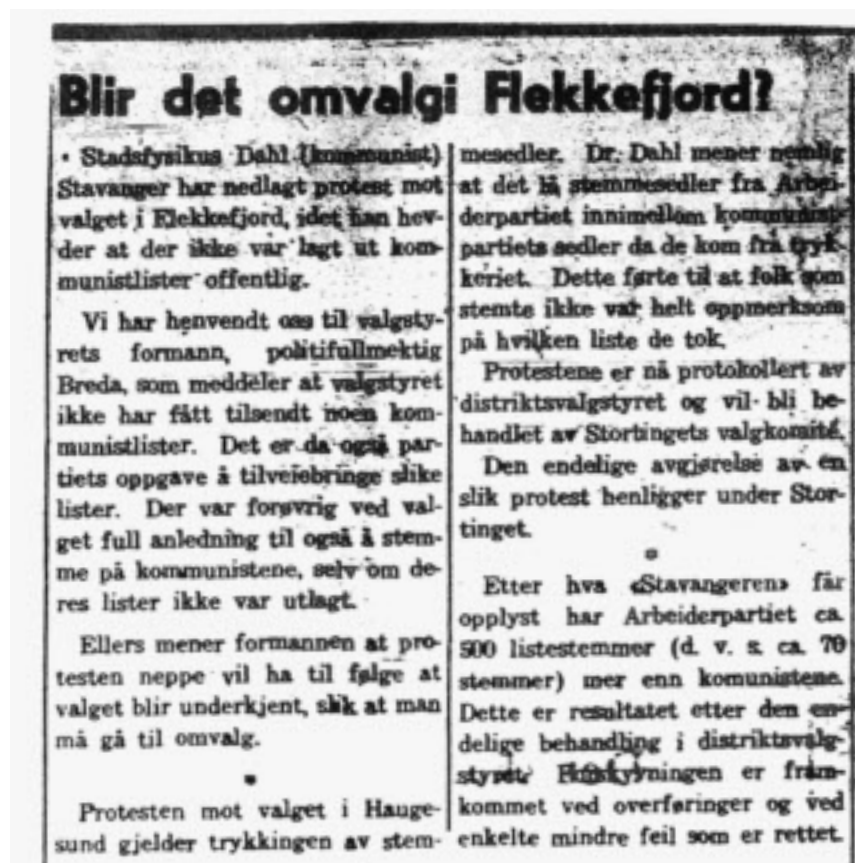 Blir det omvalg i Flekkefjord?
Stadsfysikus Dahl (kommunist)
Stavanger har nedlagt protest mot
valget i Flekkefjord, idet han hev-
der at der ikke var lagt ut kom-
munistlister offentlig.
Vi har henvendt oss til valgsty-
rets formann, politifullmektig
Breda, som meddeler at valgstyret
ikke har fått tilsendt noen kom-
munistlister. Det er da også par-
tiets oppgave å tilveiebringe slike
lister. Der var forøvrig ved val-
get full anledning til også å stem-
me på kommunistene, selv om de-
res lister ikke var utlagt.
Ellers mener formannen at pro-
testen neppe vil ha til følge at
valget blir underkjent, slik at man
må gå til omvalg.
Protesten mot valget i Hauge-
sund gjelder trykkingen av stem-
mesedler. Dr. Dahl mener nemlig
at det lå stemmesedler fra Arbei-
derpartiet innimellom kommunist-
partiets sedler da de kom fra tryk-
keriet. Dette førte til at folk som
stemte ikke var helt oppmerksom
på hvilken liste de tok.
Protestene er nå protokollert av
distriktsvalgstyret og vil bli be-
handlet av Stortingets valgkomité.
Den endelige avgjørelse av en
slik protest henligger under Stor-
tinget.
Etter hva «Stavangeren» får
opplyst har Arbeiderpartiet ca.
500 listestemmer (d. v. s. ca. 70
stemmer) mer enn komunistene.
Dette er resultatet etter den en-
delige behandling i distriktsvalg-
styret. Forskyvningen er fram-
kommet ved overføringer og ved
enkelte mindre feil som er rettet.